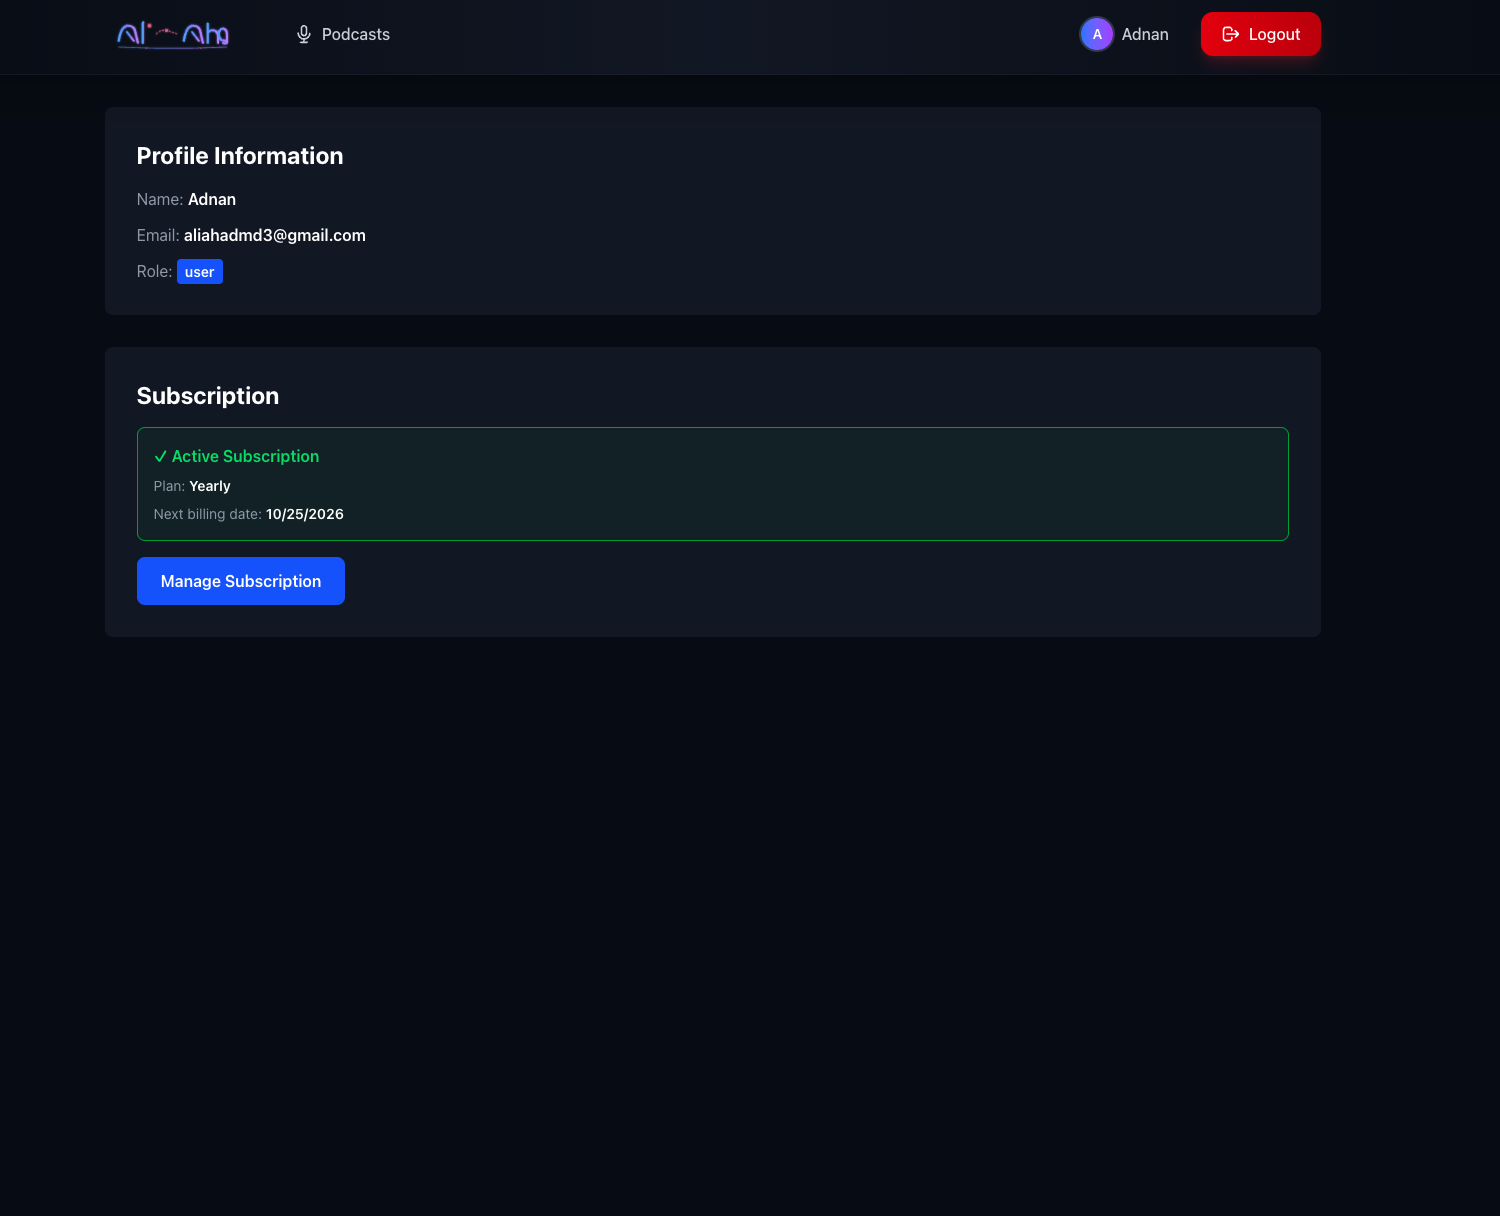 Podcasts
A
Adnan
Logout
Profile Information
Name: Adnan
Email: aliahadmd3@gmail.com
Role: user
Subscription
✓ Active Subscription
Plan: Yearly
Next billing date: 10/25/2026
Manage Subscription